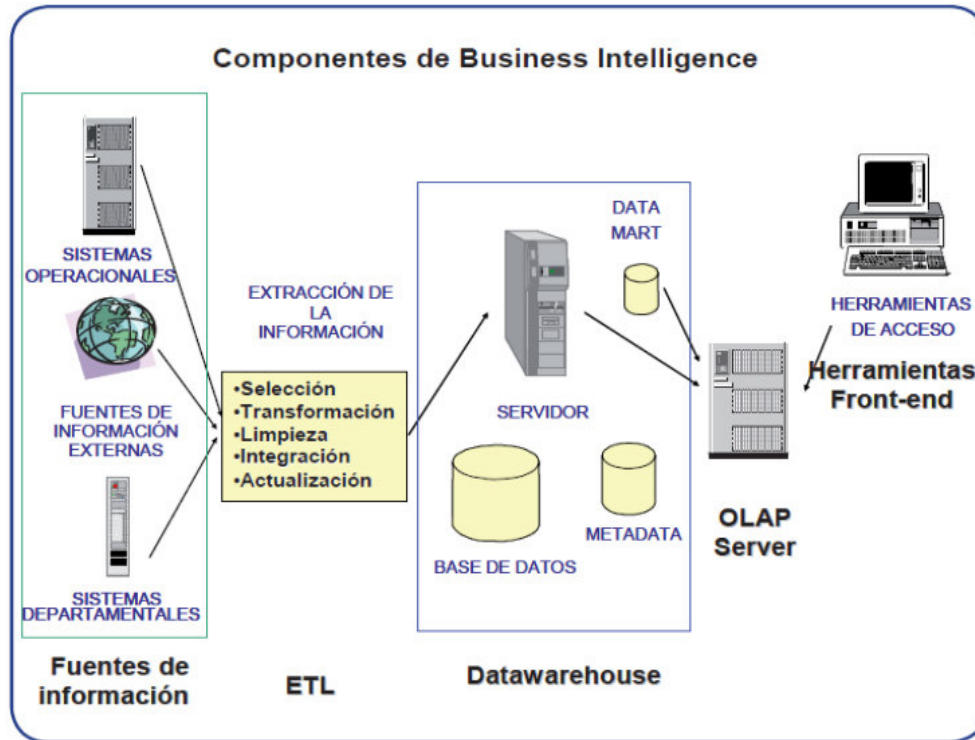 Componentes de Business Intelligence
SISTEMAS
OPERACIONALES
FUENTES DE
INFORMACIÓN
EXTERNAS
SISTEMAS
DEPARTAMENTALES
Fuentes de
información
EXTRACCIÓN DE
LA
INFORMACIÓN
•Selección
•Transformación
•Limpieza
•Integración
•Actualización
ETL
DATA
MART
SERVIDOR
BASE DE DATOS
METADATA
Datawarehouse
OLAP
Server
HERRAMIENTAS
DE ACCESO
Herramientas
Front-end